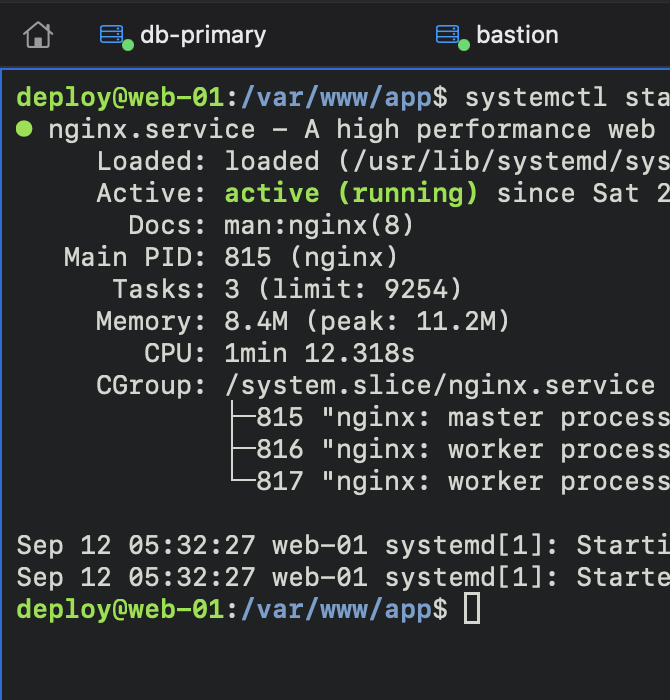 db-primary bastion
deploy@web-01:/var/www/app$ systemctl sta
● nginx.service - A high performance web
Loaded: loaded (/usr/lib/systemd/sys
Active: active (running) since Sat 2
Docs: man:nginx(8)
Main PID: 815 (nginx)
Tasks: 3 (limit: 9254)
Memory: 8.4M (peak: 11.2M)
CPU: 1min 12.318s
CGroup: /system.slice/nginx.service
├─815 "nginx: master process
├─816 "nginx: worker process
└─817 "nginx: worker process
Sep 12 05:32:27 web-01 systemd[1]: Starti
Sep 12 05:32:27 web-01 systemd[1]: Starte
deploy@web-01:/var/www/app$